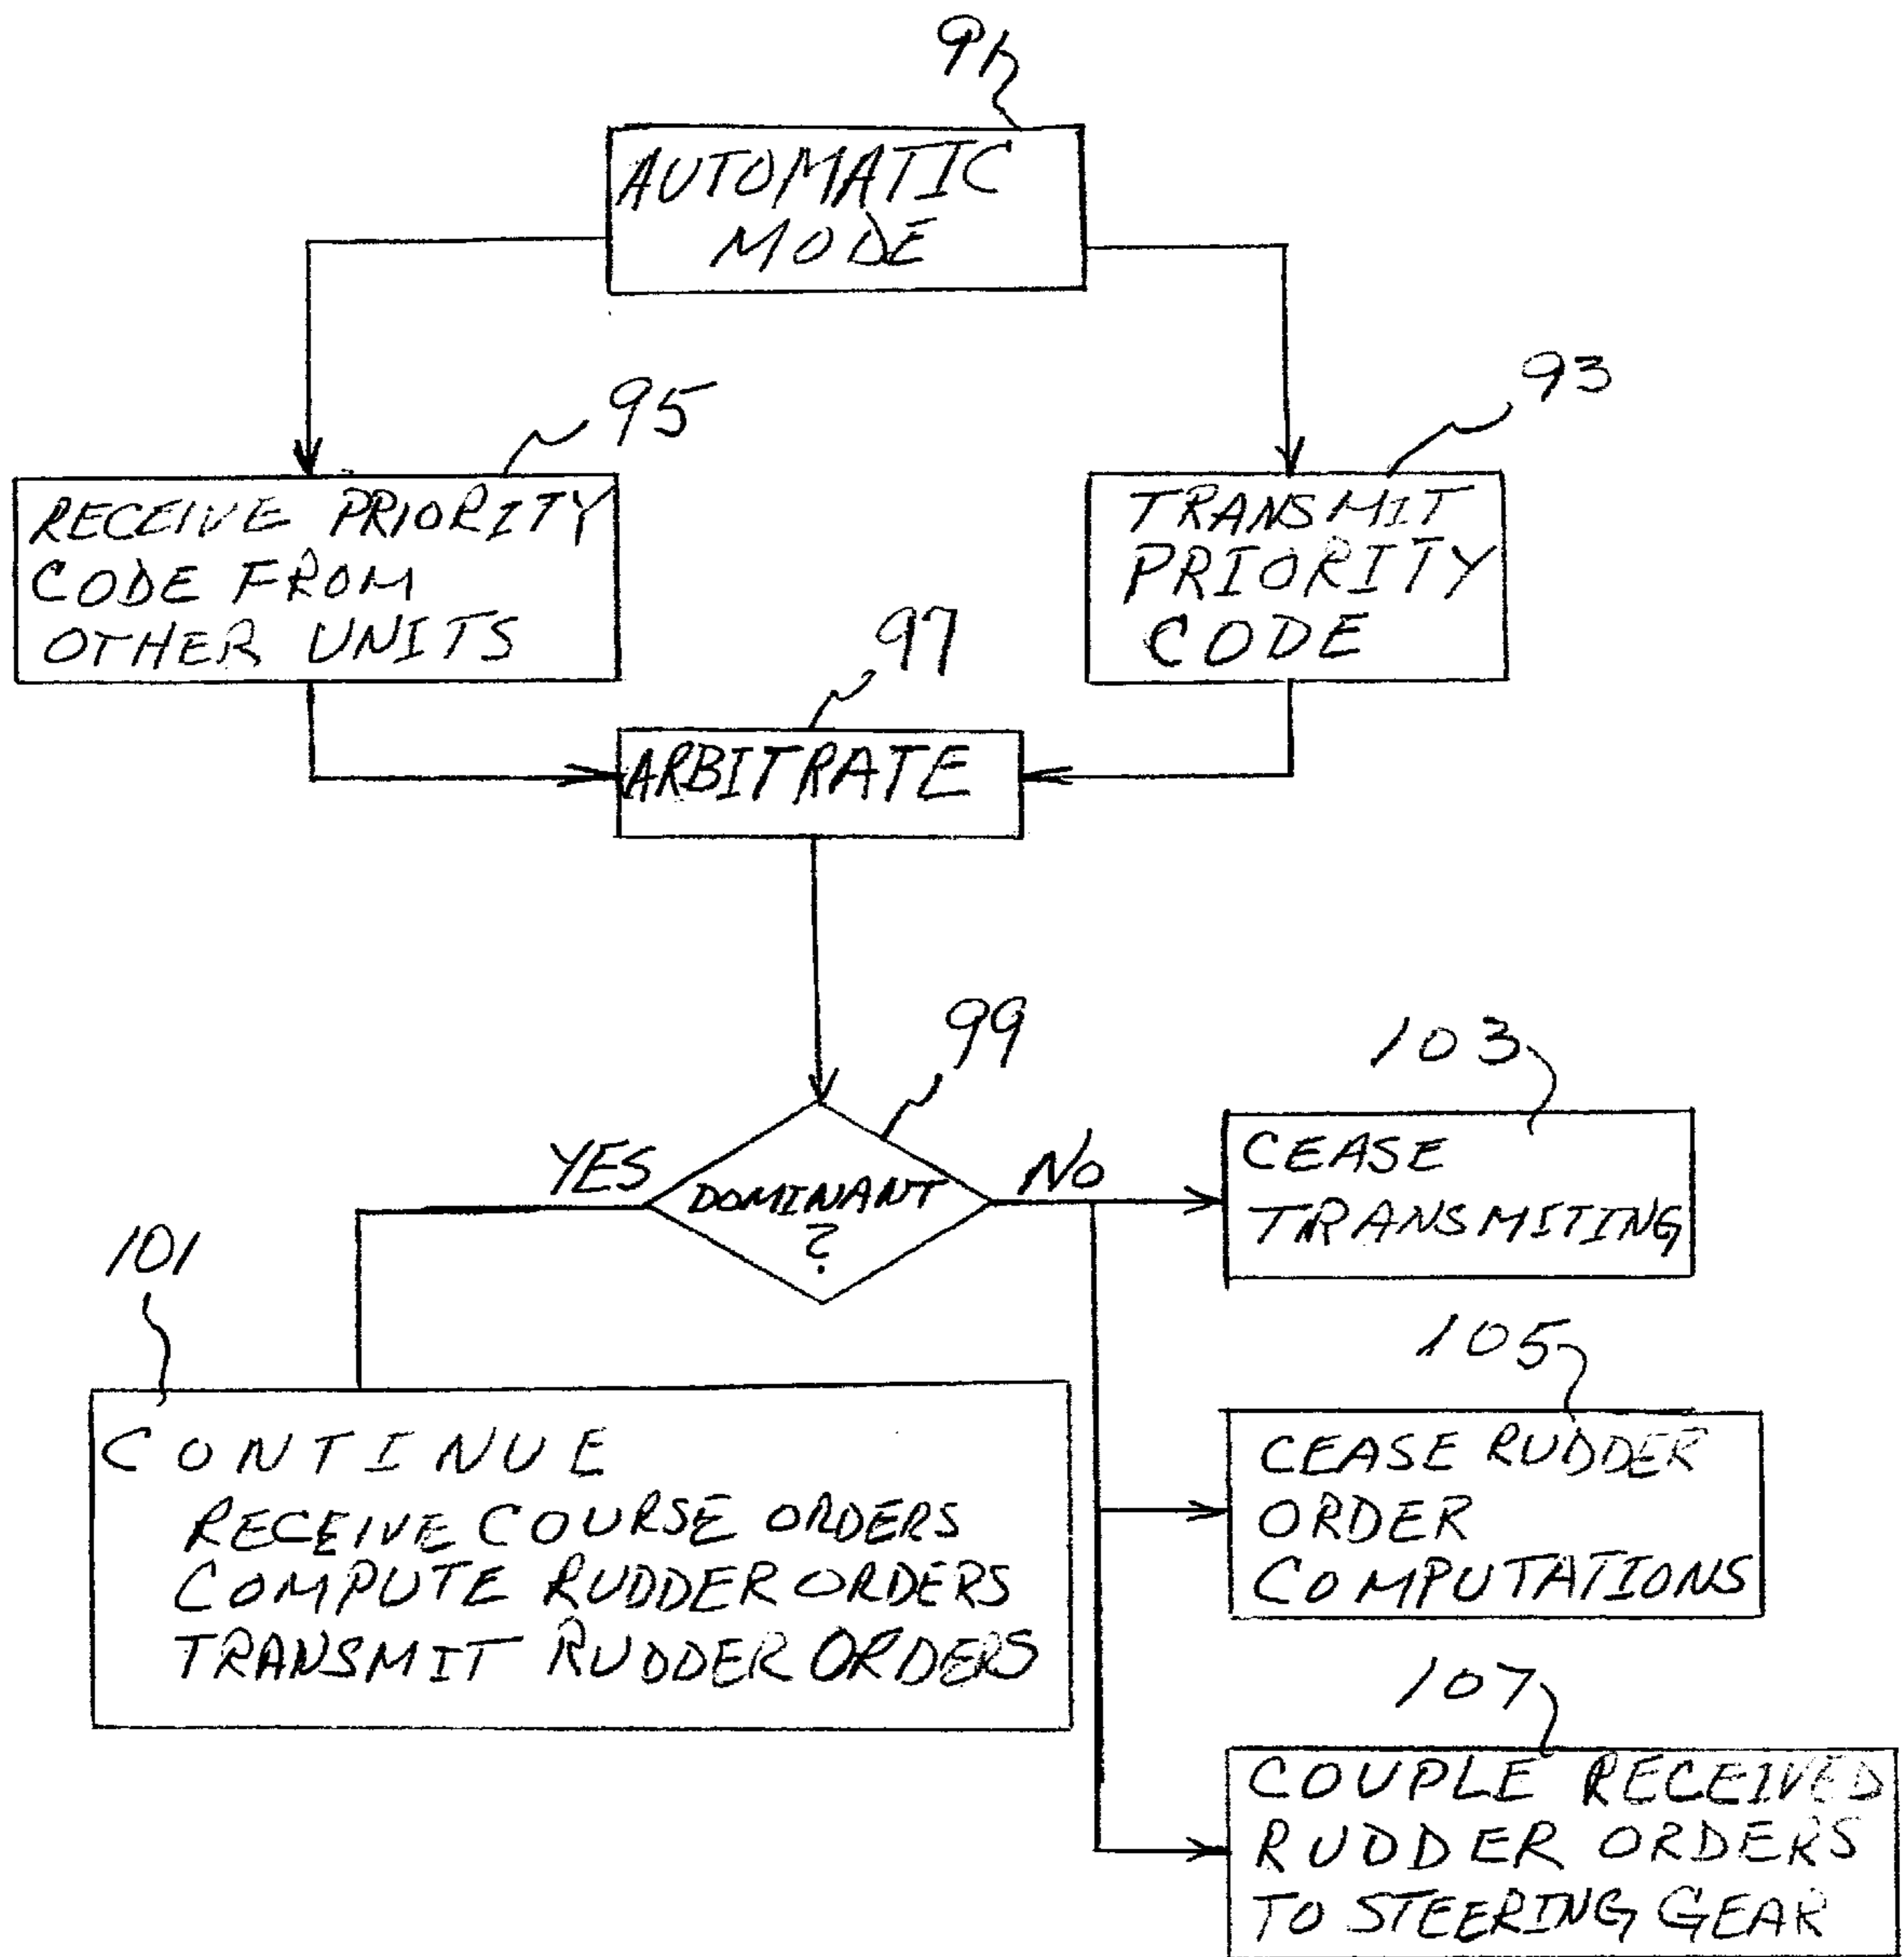 91
AUTOMATIC
MODE
95
93
RECEIVE PRIORITY
CODE FROM
OTHER UNITS
TRANSMIT
PRIORITY
CODE
97
ARBITRATE
99
YES
DOMINANT
?
NO
103
CEASE
TRANSMITING
101
CONTINUE
RECEIVE COURSE ORDERS
COMPUTE RUDDER ORDERS
TRANSMIT RUDDER ORDERS
105
CEASE RUDDER
ORDER
COMPUTATIONS
107
COUPLE RECEIVED
RUDDER ORDERS
TO STEERING GEAR